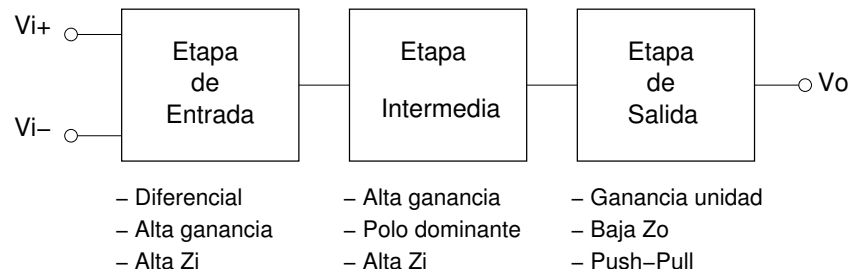 Vi+
Vi−
Etapa
de
Entrada
Etapa
Intermedia
Etapa
de
Salida
Vo
− Diferencial
− Alta ganancia
− Alta Zi
− Alta ganancia
− Polo dominante
− Alta Zi
− Ganancia unidad
− Baja Zo
− Push−Pull